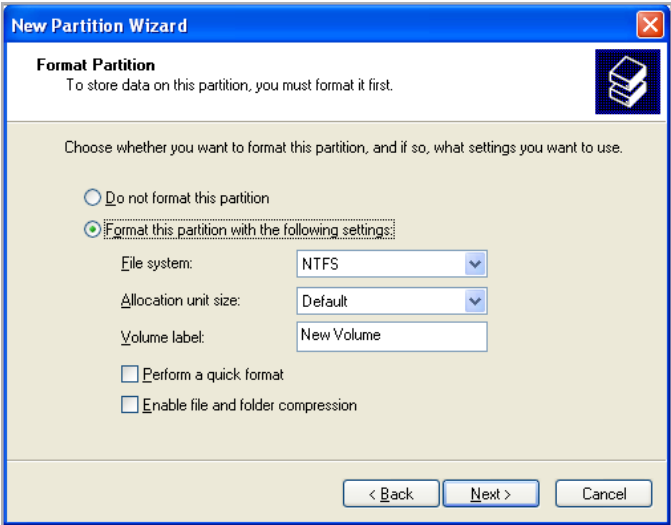 New Partition Wizard
Format Partition
To store data on this partition, you must format it first.
Choose whether you want to format this partition, and if so, what settings you want to use.
Do not format this partition
Format this partition with the following settings:
File system: NTFS
Allocation unit size: Default
Volume label: New Volume
Perform a quick format
Enable file and folder compression
< Back Next > Cancel